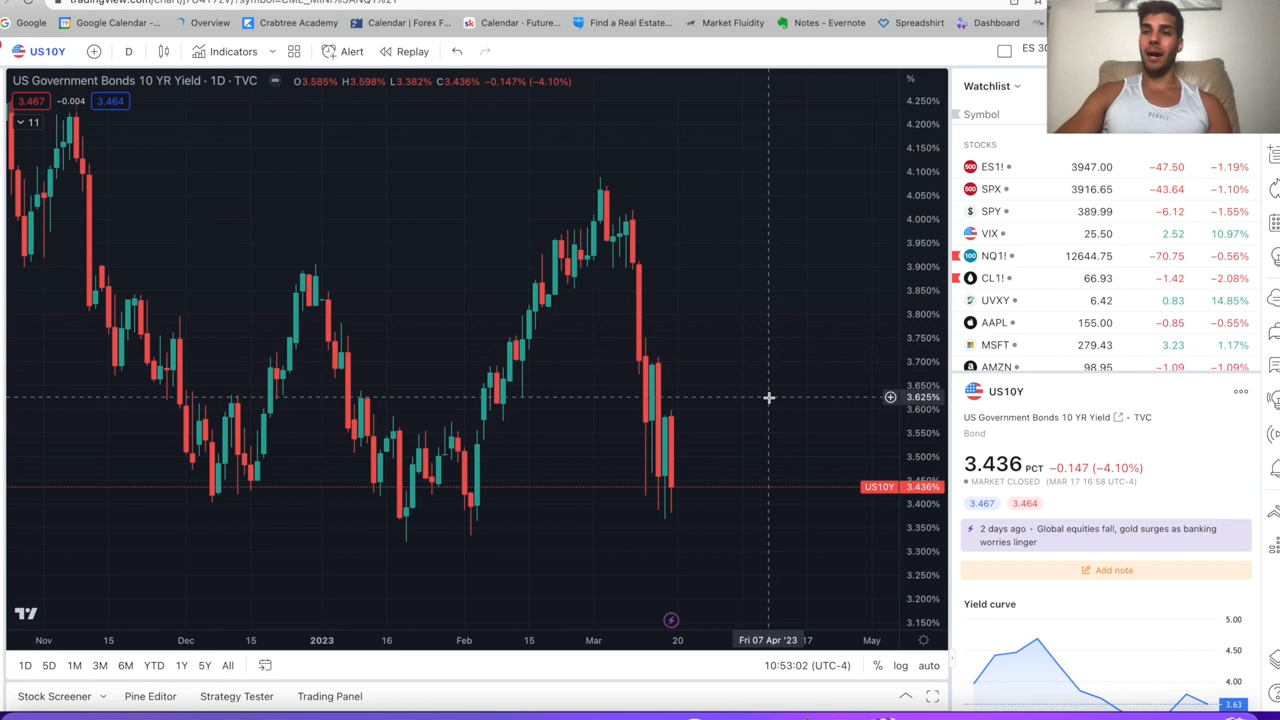 Google
Google Calendar -...
Overview
Crabtree Academy
Calendar | Forex F...
Calendar - Future...
Find a Real Estate...
Market Fluidity
Notes - Evernote
Spreadshirt
Dashboard
US10Y
D
Indicators
Alert
Replay
ES 30
US Government Bonds 10 YR Yield · 1D · TVC
O3.585% H3.598% L3.382% C3.436% −0.147% (−4.10%)
3.467 -0.004 3.464
11
%
4.250%
4.200%
4.150%
4.100%
4.050%
4.000%
3.950%
3.900%
3.850%
3.800%
3.750%
3.700%
3.650%
3.625%
3.600%
3.550%
3.500%
US10Y 3.436%
3.400%
3.350%
3.300%
3.250%
3.200%
3.150%
Nov 15 Dec 15 2023 16 Feb 15 Mar 20 Fri 07 Apr '23 17 May
1D 5D 1M 3M 6M YTD 1Y 5Y All
10:53:02 (UTC-4) % log auto
Stock Screener Pine Editor Strategy Tester Trading Panel
Watchlist
Symbol
STOCKS
ES1! 3947.00 −47.50 −1.19%
SPX 3916.65 −43.64 −1.10%
SPY 389.99 −6.12 −1.55%
VIX 25.50 2.52 10.97%
NQ1! 12644.75 −70.75 −0.56%
CL1! 66.93 −1.42 −2.08%
UVXY 6.42 0.83 14.85%
AAPL 155.00 −0.85 −0.55%
MSFT 279.43 3.23 1.17%
AMZN 98.95 −1.09 −1.09%
US10Y
US Government Bonds 10 YR Yield · TVC
Bond
3.436 PCT −0.147 (−4.10%)
MARKET CLOSED (MAR 17 16:58 UTC-4)
3.467 3.464
2 days ago · Global equities fall, gold surges as banking
worries linger
Add note
Yield curve
5.00
4.50
4.00
3.63